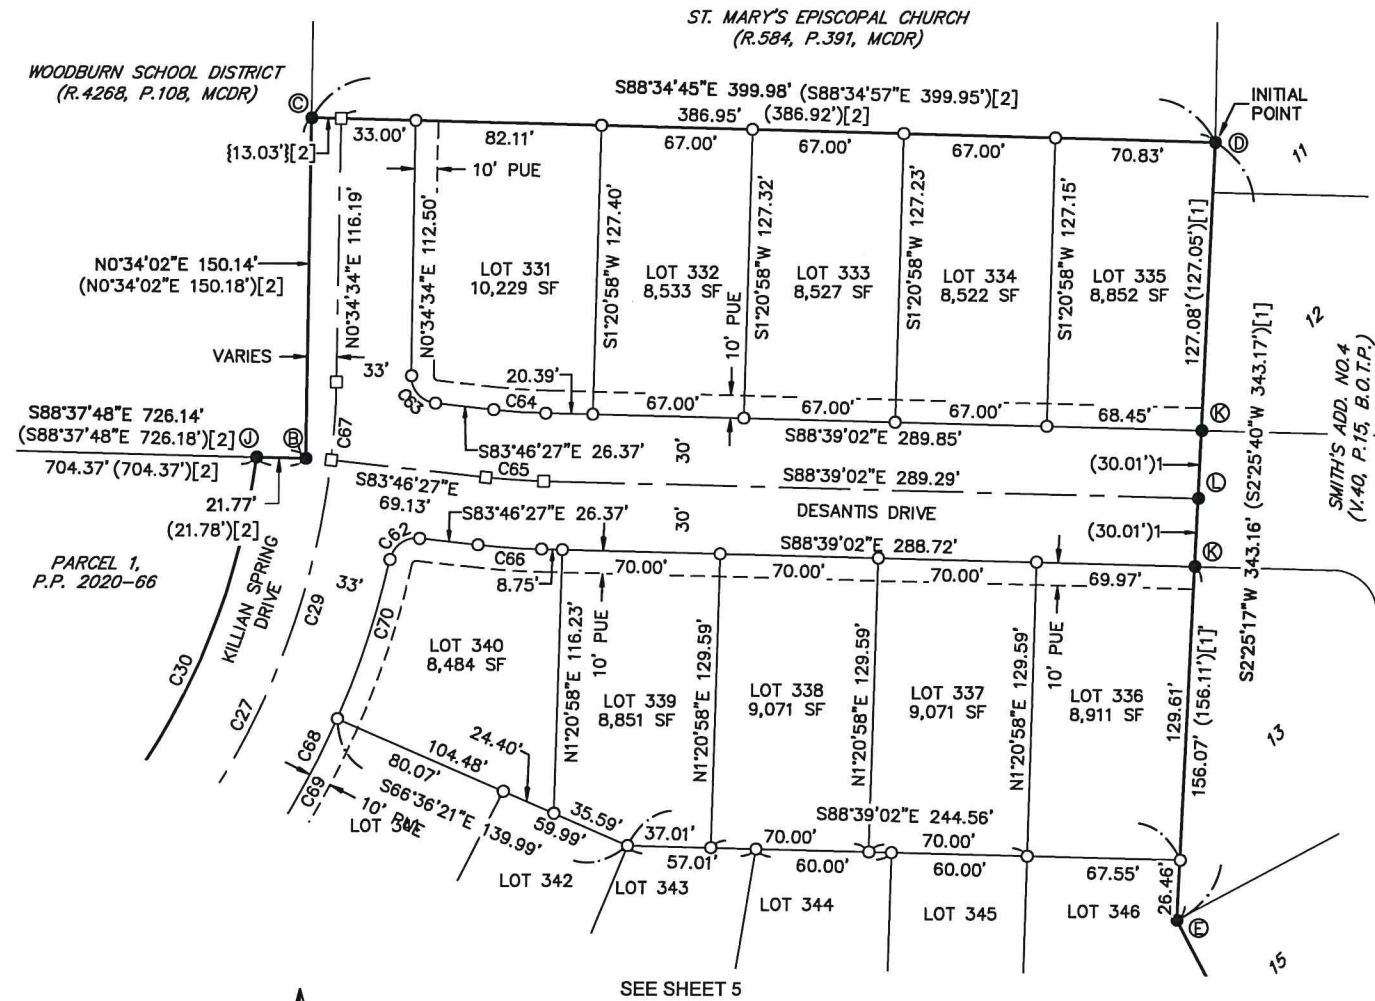 ST. MARY'S EPISCOPAL CHURCH
(R.584, P.391, MCDR)
WOODBURN SCHOOL DISTRICT
(R.4268, P.108, MCDR)
C
S88°34'45"E 399.98' (S88°34'57"E 399.95')[2]
386.95' (386.92')[2]
INITIAL
POINT
D
11
{13.03'}[2]
33.00'
82.11'
67.00'
67.00'
67.00'
70.83'
10' PUE
N0°34'34"E 116.19'
N0°34'34"E 112.50'
S1°20'58"W 127.40'
S1°20'58"W 127.32'
S1°20'58"W 127.23'
S1°20'58"W 127.15'
127.08' (127.05')[1]
N0°34'02"E 150.14'
(N0°34'02"E 150.18')[2]
LOT 331
10,229 SF
LOT 332
8,533 SF
LOT 333
8,527 SF
LOT 334
8,522 SF
LOT 335
8,852 SF
10' PUE
12
SMITH'S ADD. NO.4
(V.40, P.15, B.O.T.P.)
S2°25'40"W 343.17')[1]
S2°25'17"W 343.16' (
VARIES
33'
C63
20.39'
C64
67.00'
67.00'
67.00'
68.45'
K
S88°37'48"E 726.14'
(S88°37'48"E 726.18')[2]
J
B
C67
S83°46'27"E 26.37'
30'
S88°39'02"E 289.85'
(30.01')1
704.37' (704.37')[2]
C65
S88°39'02"E 289.29'
L
21.77'
(21.78')[2]
S83°46'27"E
69.13'
S83°46'27"E 26.37'
30'
DESANTIS DRIVE
(30.01')1
PARCEL 1,
P.P. 2020-66
KILLIAN SPRING
DRIVE
C62
33'
C66
8.75'
S88°39'02"E 288.72'
70.00'
70.00'
70.00'
69.97'
K
C29
C70
10' PUE
10' PUE
C30
C27
LOT 340
8,484 SF
N1°20'58"E 116.23'
LOT 339
8,851 SF
N1°20'58"E 129.59'
LOT 338
9,071 SF
N1°20'58"E 129.59'
LOT 337
9,071 SF
N1°20'58"E 129.59'
LOT 336
8,911 SF
129.61'
156.07' (156.11')[1]
13
C68
C69
24.40'
104.48'
80.07'
S66°36'21"E 139.99'
10' PUE
35.59'
59.99'
37.01'
57.01'
S88°39'02"E 244.56'
70.00'
60.00'
70.00'
60.00'
67.55'
26.46'
LOT 342
LOT 343
LOT 344
LOT 345
LOT 346
E
15
SEE SHEET 5